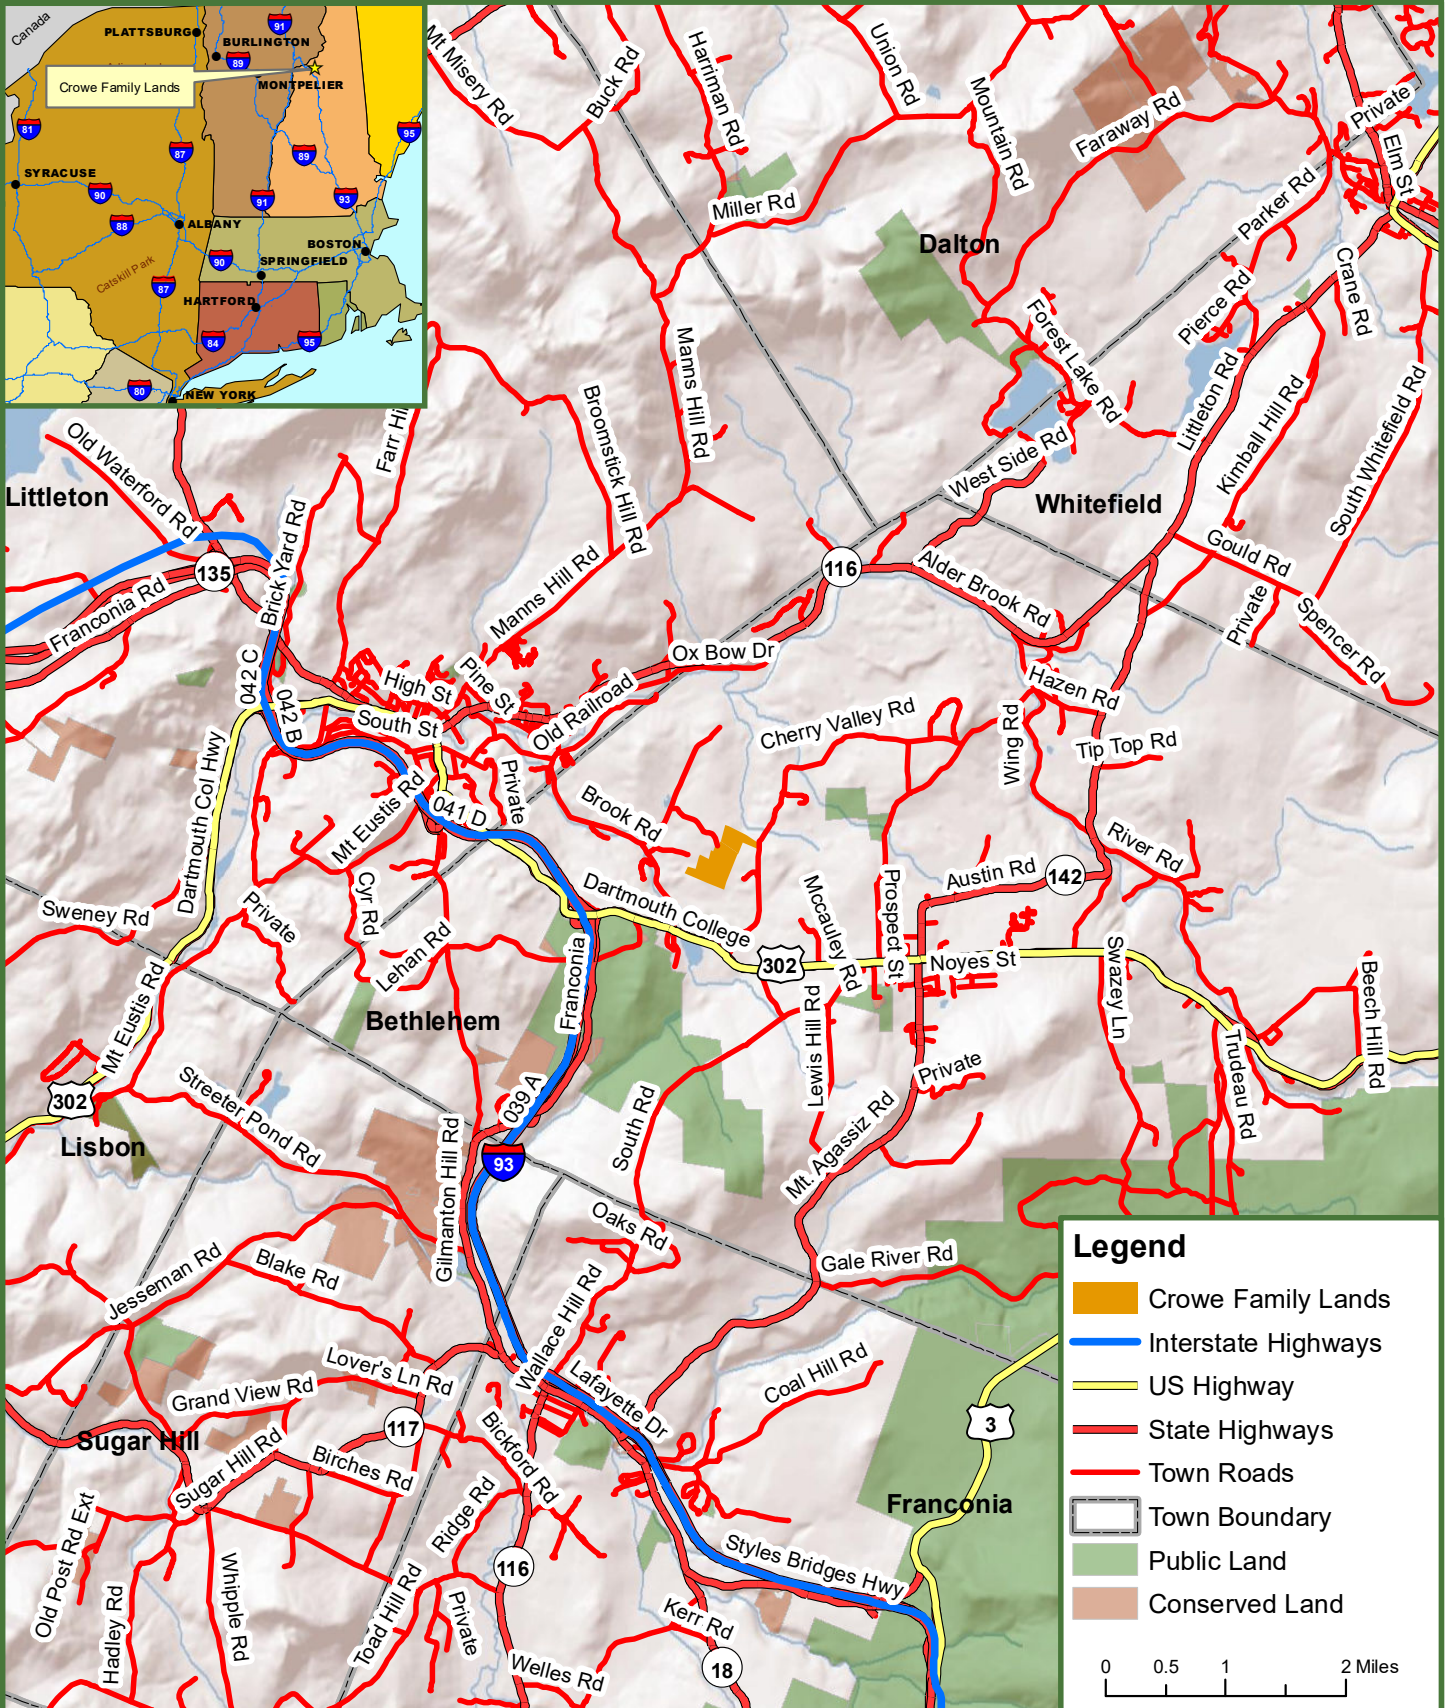 Canada
PLATTSBURG
BURLINGTON
91
89
Crowe Family Lands
MONTPELIER
81
87
89
95
SYRACUSE
90
91
93
88
ALBANY
BOSTON
90
SPRINGFIELD
Catskill Park
87
HARTFORD
84
95
80
NEW YORK
Mt Misery Rd
Buck Rd
Harriman Rd
Union Rd
Mountain Rd
Faraway Rd
Private
Elm St
Miller Rd
Parker Rd
Dalton
Crane Rd
Pierce Rd
Forest Lake Rd
Manns Hill Rd
Littleton Rd
Kimball Hill Rd
South Whitefield Rd
Broomstick Hill Rd
Farr Hi
Old Waterford Rd
West Side Rd
Littleton
Whitefield
Brick Yard Rd
Gould Rd
135
116
Alder Brook Rd
Franconia Rd
Manns Hill Rd
Private
Spencer Rd
Ox Bow Dr
042 C
High St
Pine St
Hazen Rd
042 B
South St
Old Railroad
Cherry Valley Rd
Wing Rd
Tip Top Rd
Dartmouth Col Hwy
Mt Eustis Rd
Private
041 D
Brook Rd
River Rd
Austin Rd
142
Sweney Rd
Private
Cyr Rd
Dartmouth College
Mccauley Rd
Prospect St
Lehan Rd
Franconia
302
Noyes St
Swazey Ln
Mt Eustis Rd
Bethlehem
Lewis Hill Rd
Beech Hill Rd
Trudeau Rd
302
Streeter Pond Rd
039 A
Private
Lisbon
Gilmanton Hill Rd
South Rd
Mt. Agassiz Rd
93
Oaks Rd
Jesseman Rd
Blake Rd
Gale River Rd
Wallace Hill Rd
Lover's Ln Rd
Lafayette Dr
Coal Hill Rd
Grand View Rd
117
3
Sugar Hill
Sugar Hill Rd
Birches Rd
Bickford Rd
Franconia
Old Post Rd Ext
Ridge Rd
Styles Bridges Hwy
116
Whipple Rd
Hadley Rd
Toad Hill Rd
Private
Kerr Rd
Welles Rd
18
Legend
Crowe Family Lands
Interstate Highways
US Highway
State Highways
Town Roads
Town Boundary
Public Land
Conserved Land
0 0.5 1 2 Miles